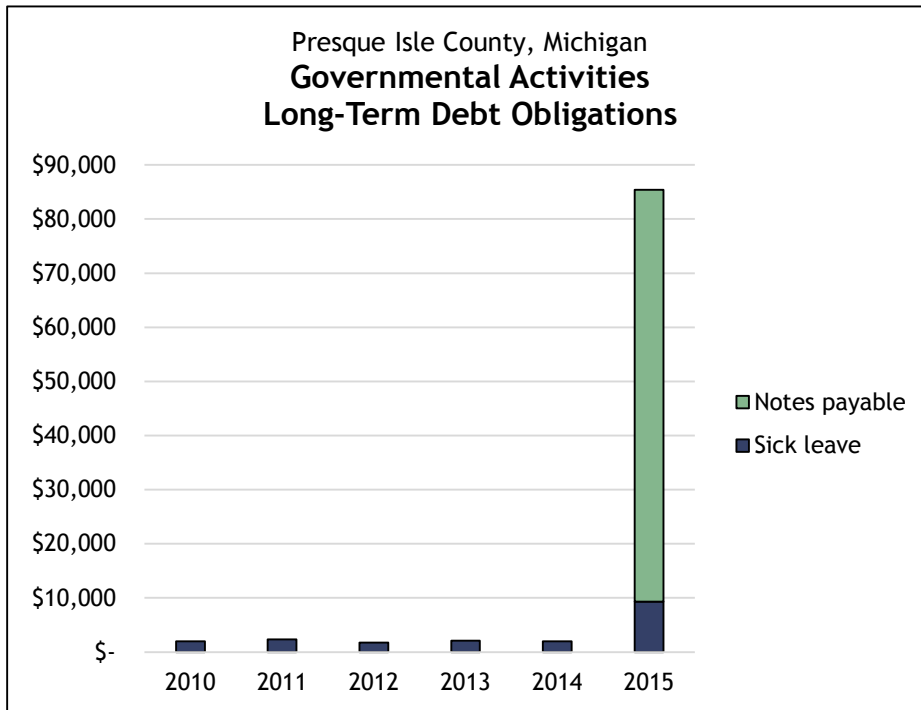 Presque Isle County, Michigan
Governmental Activities
Long-Term Debt Obligations
$90,000
$80,000
$70,000
$60,000
$50,000
$40,000
$30,000
$20,000
$10,000
$-
2010 2011 2012 2013 2014 2015
Notes payable
Sick leave